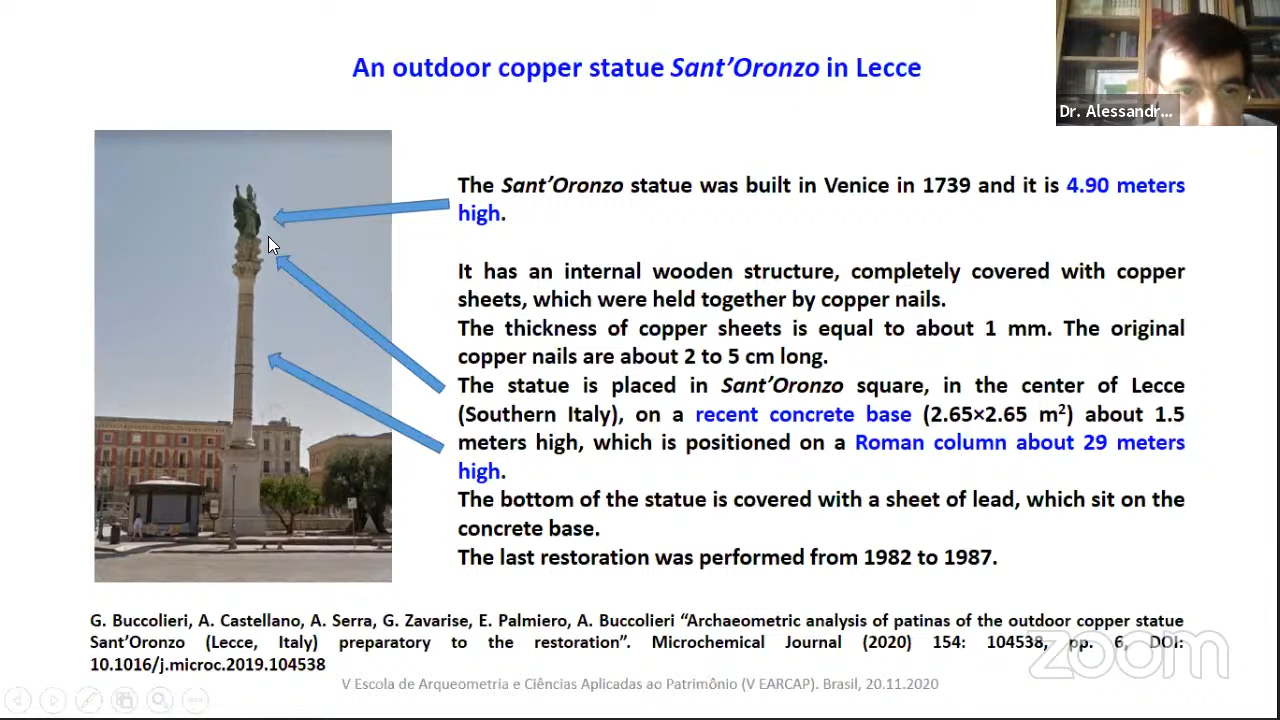 An outdoor copper statue Sant’Oronzo in Lecce
Dr. Alessandr...
The Sant’Oronzo statue was built in Venice in 1739 and it is 4.90 meters
high.
It has an internal wooden structure, completely covered with copper
sheets, which were held together by copper nails.
The thickness of copper sheets is equal to about 1 mm. The original
copper nails are about 2 to 5 cm long.
The statue is placed in Sant’Oronzo square, in the center of Lecce
(Southern Italy), on a recent concrete base (2.65×2.65 m²) about 1.5
meters high, which is positioned on a Roman column about 29 meters
high.
The bottom of the statue is covered with a sheet of lead, which sit on the
concrete base.
The last restoration was performed from 1982 to 1987.
G. Buccolieri, A. Castellano, A. Serra, G. Zavarise, E. Palmiero, A. Buccolieri “Archaeometric analysis of patinas of the outdoor copper statue
Sant’Oronzo (Lecce, Italy) preparatory to the restoration”. Microchemical Journal (2020) 154: 104538, pp. 6, DOI:
10.1016/j.microc.2019.104538
zoom
V Escola de Arqueometria e Ciências Aplicadas ao Patrimônio (V EARCAP). Brasil, 20.11.2020